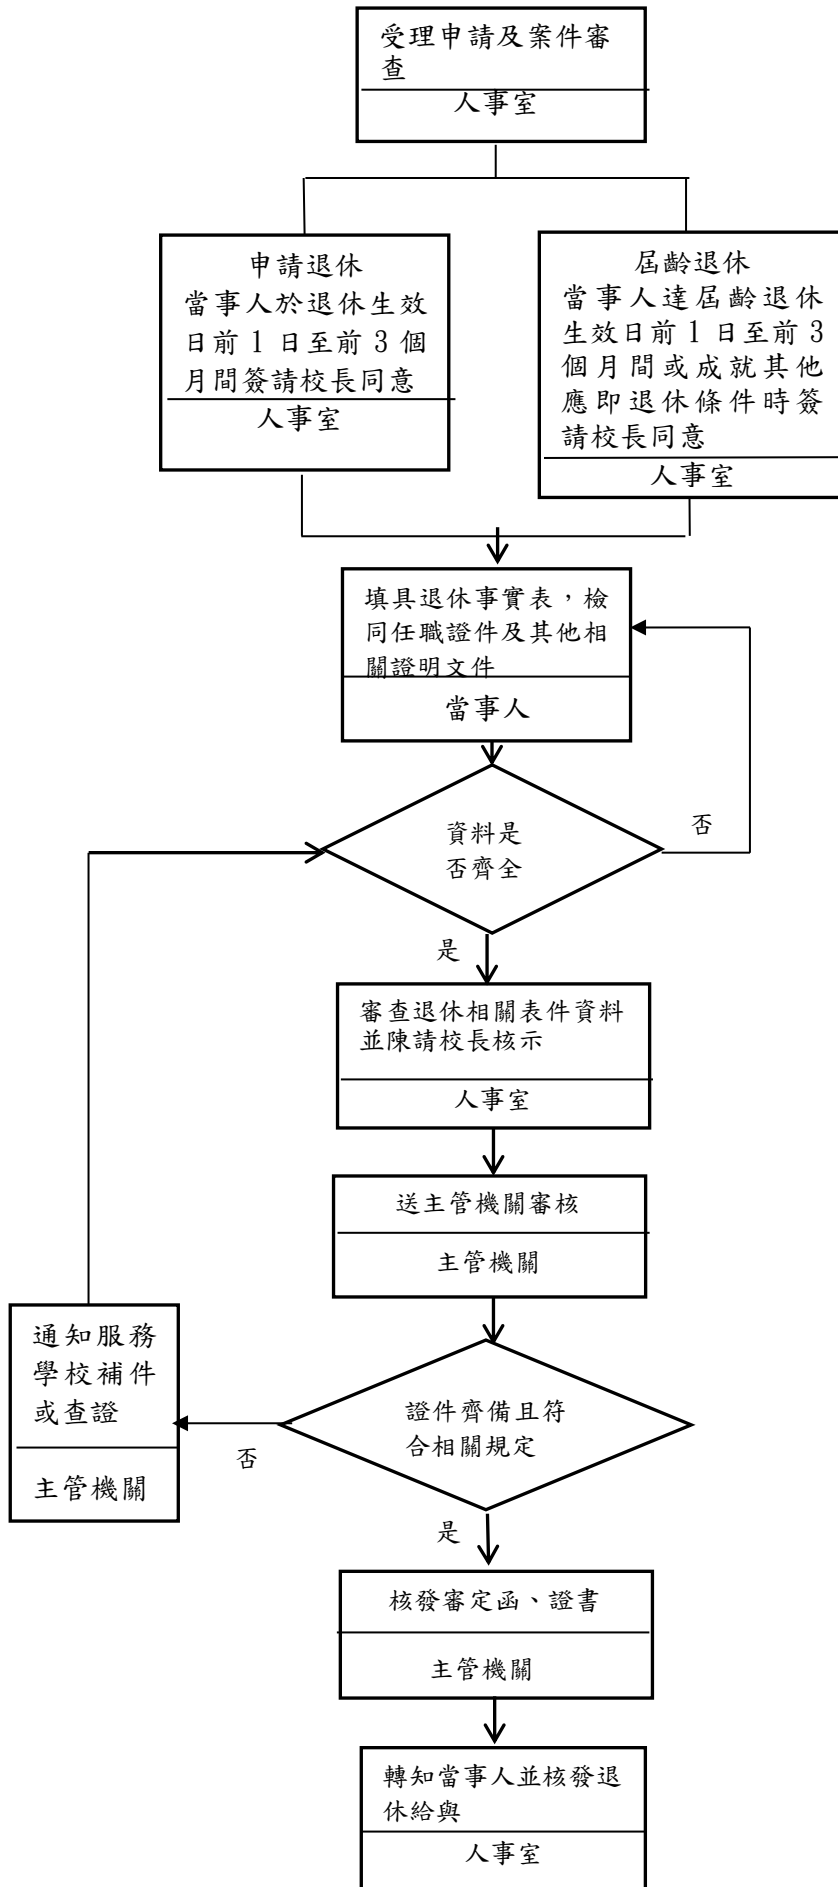 受理申請及案件審
查
人事室
申請退休
當事人於退休生效
日前 1 日至前 3 個
月間簽請校長同意
人事室
屆齡退休
當事人達屆齡退休
生效日前 1 日至前 3
個月間或成就其他
應即退休條件時簽
請校長同意
人事室
填具退休事實表，檢
同任職證件及其他相
關證明文件
當事人
資料是
否齊全
否
是
審查退休相關表件資料
並陳請校長核示
人事室
送主管機關審核
主管機關
通知服務
學校補件
或查證
主管機關
證件齊備且符
合相關規定
否
是
核發審定函、證書
主管機關
轉知當事人並核發退
休給與
人事室